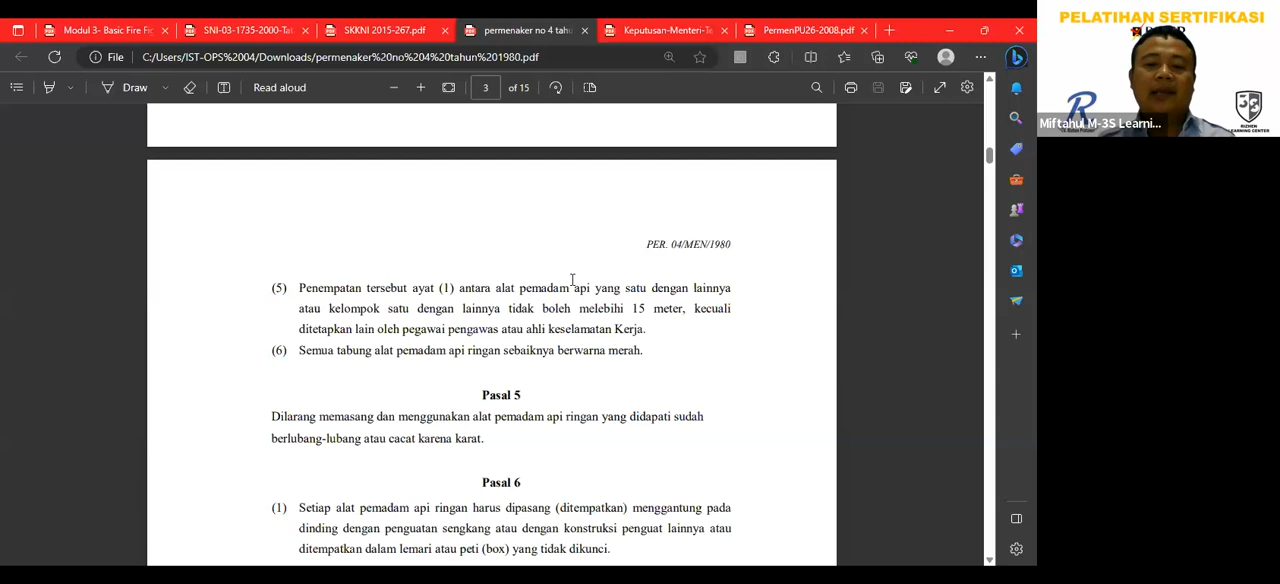 Modul 3- Basic Fire Fig
SNI-03-1735-2000-Tat
SKKNI 2015-267.pdf
permenaker no 4 tahu
Keputusan-Menteri-Te
PermenPU26-2008.pdf
File
C:/Users/IST-OPS%2004/Downloads/permenaker%20no%204%20tahun%201980.pdf
Draw
Read aloud
3
of 15
PELATIHAN SERTIFIKASI
Miftahul M-3S Learni...
RIZHEN
LEARNING CENTER
PER. 04/MEN/1980
(5) Penempatan tersebut ayat (1) antara alat pemadam api yang satu dengan lainnya
atau kelompok satu dengan lainnya tidak boleh melebihi 15 meter, kecuali
ditetapkan lain oleh pegawai pengawas atau ahli keselamatan Kerja.
(6) Semua tabung alat pemadam api ringan sebaiknya berwarna merah.
Pasal 5
Dilarang memasang dan menggunakan alat pemadam api ringan yang didapati sudah
berlubang-lubang atau cacat karena karat.
Pasal 6
(1) Setiap alat pemadam api ringan harus dipasang (ditempatkan) menggantung pada
dinding dengan penguatan sengkang atau dengan konstruksi penguat lainnya atau
ditempatkan dalam lemari atau peti (box) yang tidak dikunci.